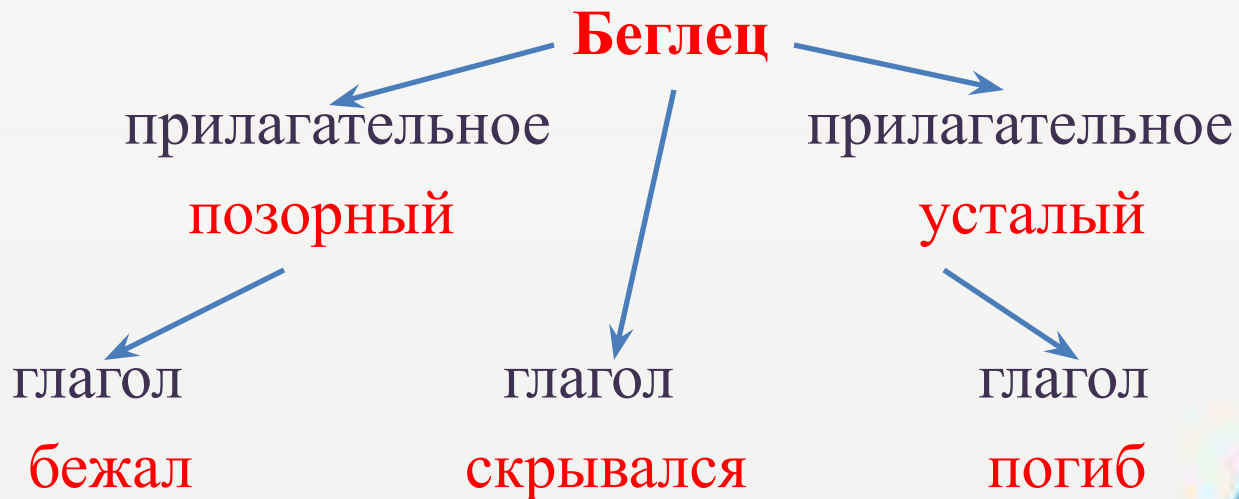 Беглец
прилагательное прилагательное
позорный усталый
глагол глагол глагол
бежал скрывался погиб